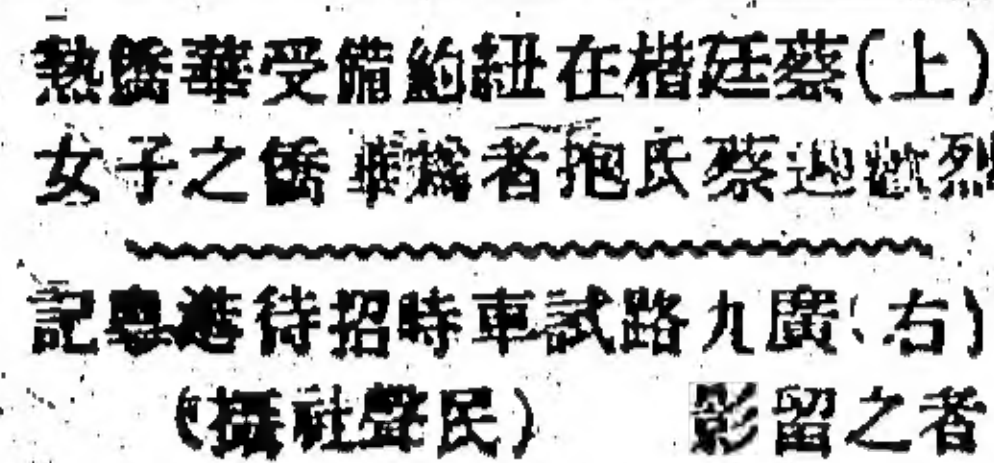 (上)蔡廷楷在紐約備受華僑熱
烈歡迎蔡氏抱者爲華僑之子女
(右)廣九路試車時招待港粵記
者之留影 (民聲社攝)